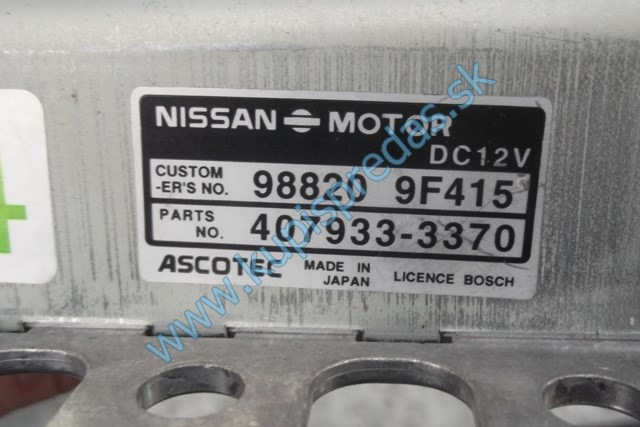 NISSAN MOTOR
DC12V
CUSTOM
-ER'S NO. 98820 9F415
PARTS
NO. 407933-3370
ASCOTEC MADE IN
JAPAN LICENCE BOSCH
www.kupispredas.sk